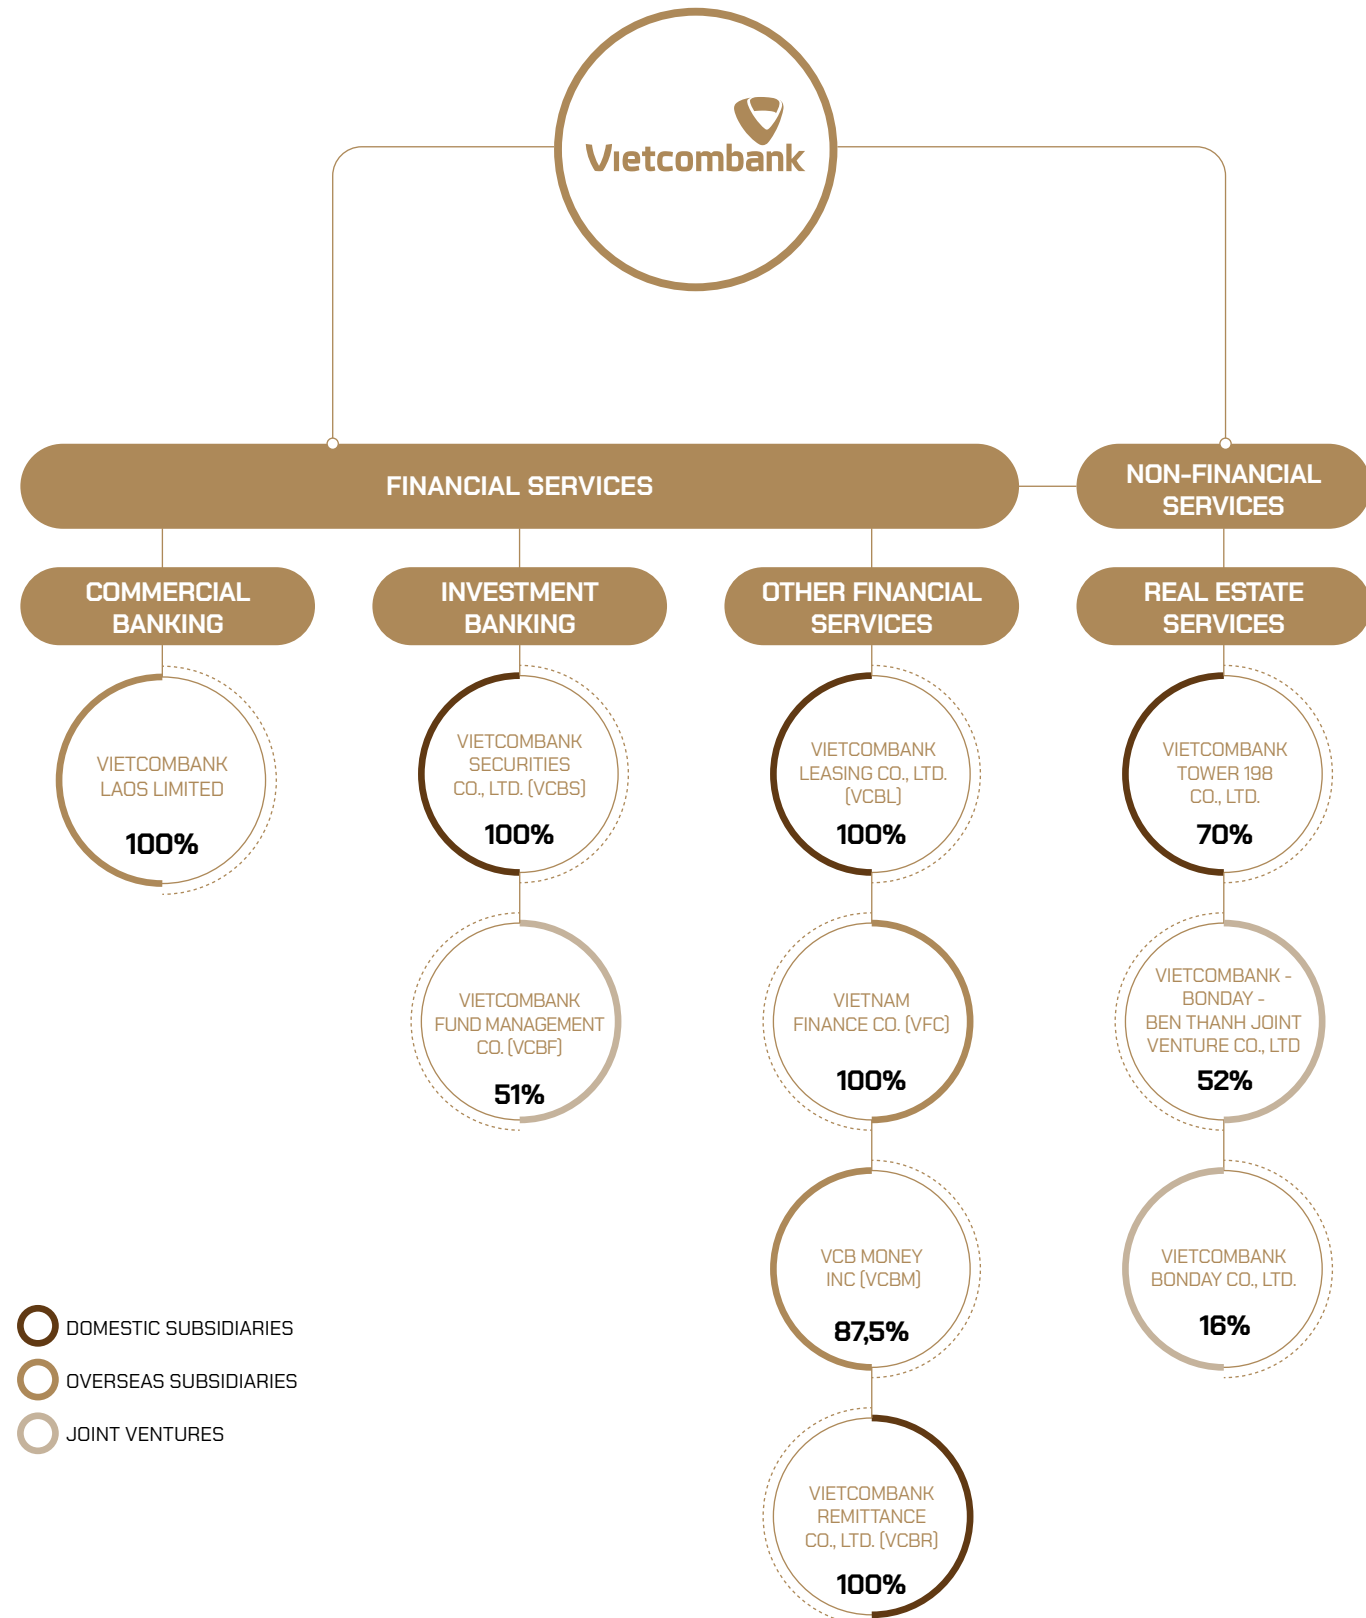 Vietcombank
FINANCIAL SERVICES
NON-FINANCIAL
SERVICES
COMMERCIAL
BANKING
INVESTMENT
BANKING
OTHER FINANCIAL
SERVICES
REAL ESTATE
SERVICES
VIETCOMBANK
LAOS LIMITED
100%
VIETCOMBANK
SECURITIES
CO., LTD. (VCBS)
100%
VIETCOMBANK
LEASING CO., LTD.
(VCBL)
100%
VIETCOMBANK
TOWER 198
CO., LTD.
70%
VIETCOMBANK
FUND MANAGEMENT
CO. (VCBF)
51%
VIETNAM
FINANCE CO. (VFC)
100%
VIETCOMBANK -
BONDAY -
BEN THANH JOINT
VENTURE CO., LTD
52%
VCB MONEY
INC (VCBM)
87,5%
VIETCOMBANK
BONDAY CO., LTD.
16%
DOMESTIC SUBSIDIARIES
OVERSEAS SUBSIDIARIES
JOINT VENTURES
VIETCOMBANK
REMITTANCE
CO., LTD. (VCBR)
100%